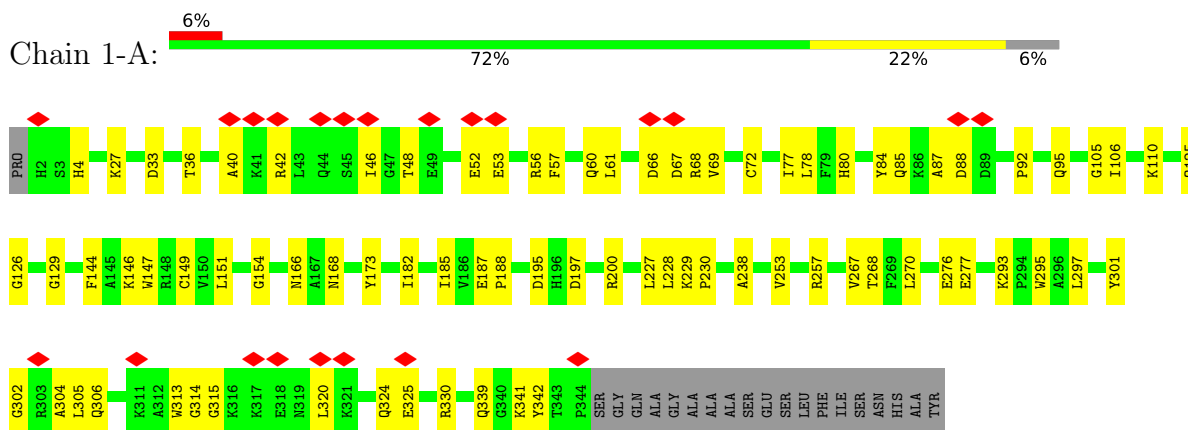 6%
Chain 1-A:
72% 22% 6%
PRO H2 S3 H4 K27 D33 T36 A40 K41 R42 L43 Q44 S45 I46 G47 T48 E49 E52 E53 R56 F57 Q60 L61 D66 D67 R68 V69 C72 I77 L78 F79 H80 Y84 Q85 K86 A87 D88 D89 P92 Q95 G105 I106 K110
G126 G129 F144 A145 K146 W147 R148 C149 V150 L151 G154 N166 A167 N168 Y173 I182 I185 V186 E187 P188 D195 H196 D197 R200 L227 L228 K229 P230 A238 V253 R257 V267 T268 F269 L270 E276 E277 K293 P294 W295 A296 L297 Y301
G302 R303 A304 L305 Q306 K311 A312 W313 G314 G315 K316 K317 E318 N319 L320 K321 Q324 E325 R330 Q339 G340 K341 Y342 T343 P344 SER GLY GLN ALA GLY ALA ALA ALA SER GLU SER LEU PHE ILE SER ASN HIS ALA TYR